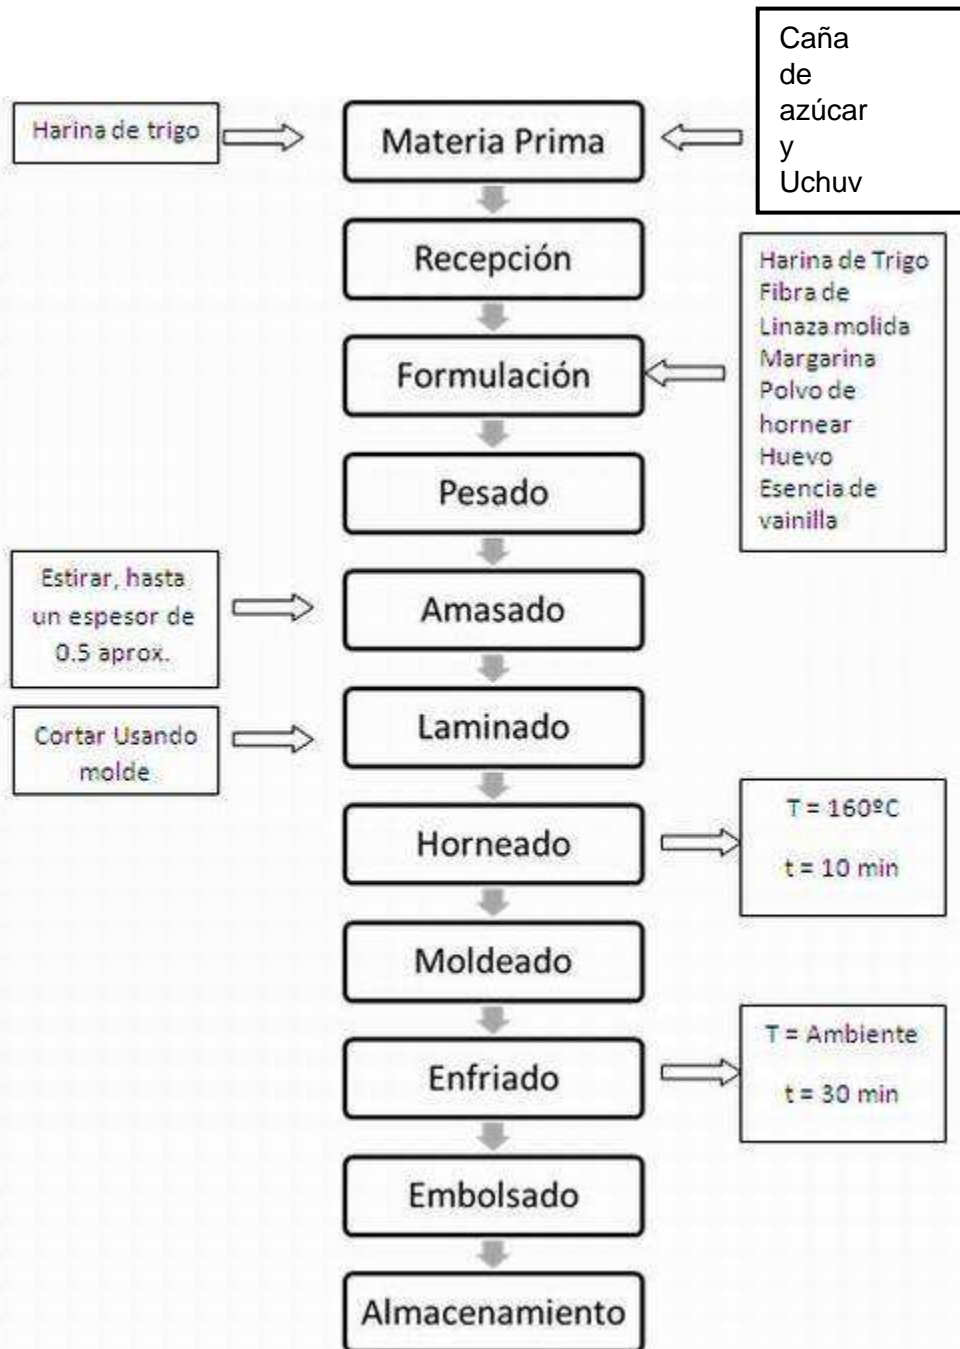 Caña
de
azúcar
y
Uchuv
Harina de trigo
Materia Prima
Recepción
Harina de Trigo
Fibra de
Linaza molida
Margarina
Polvo de
hornear
Huevo
Esencia de
vainilla
Formulación
Pesado
Estirar, hasta
un espesor de
0.5 aprox.
Amasado
Cortar Usando
molde
Laminado
Horneado
T = 160ºC
t = 10 min
Moldeado
Enfriado
T = Ambiente
t = 30 min
Embolsado
Almacenamiento